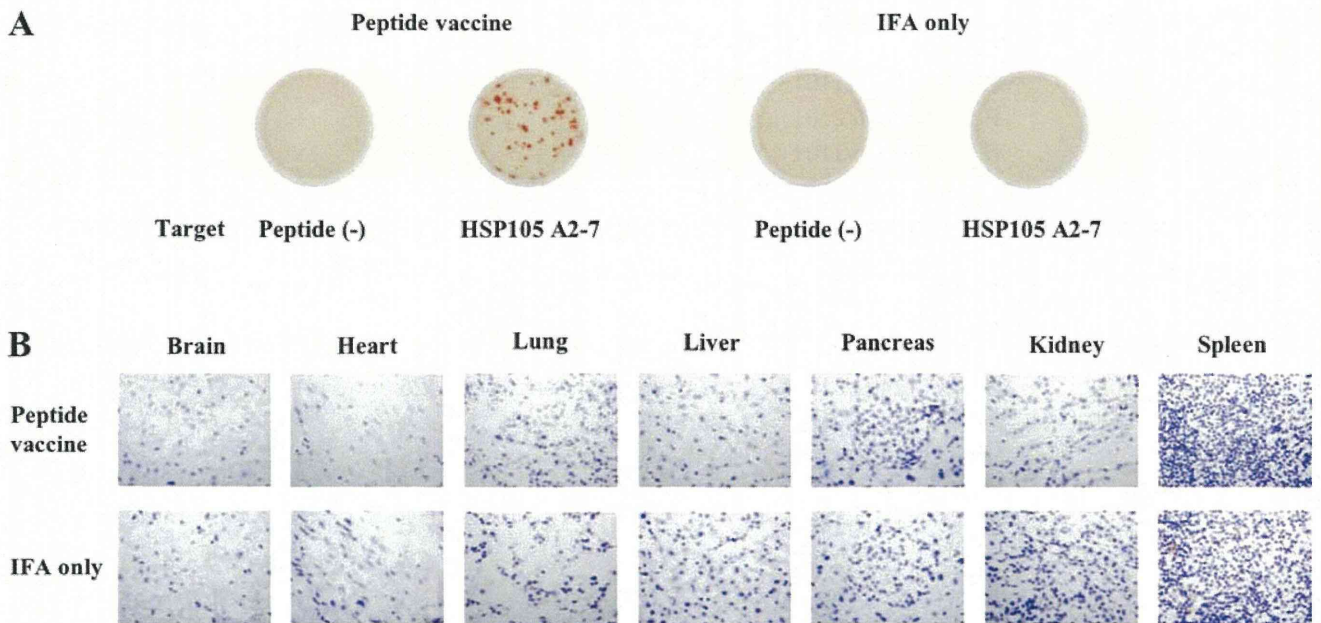 A
Peptide vaccine IFA only
Target Peptide (-) HSP105 A2-7 Peptide (-) HSP105 A2-7
B Brain Heart Lung Liver Pancreas Kidney Spleen
Peptide
vaccine
IFA only